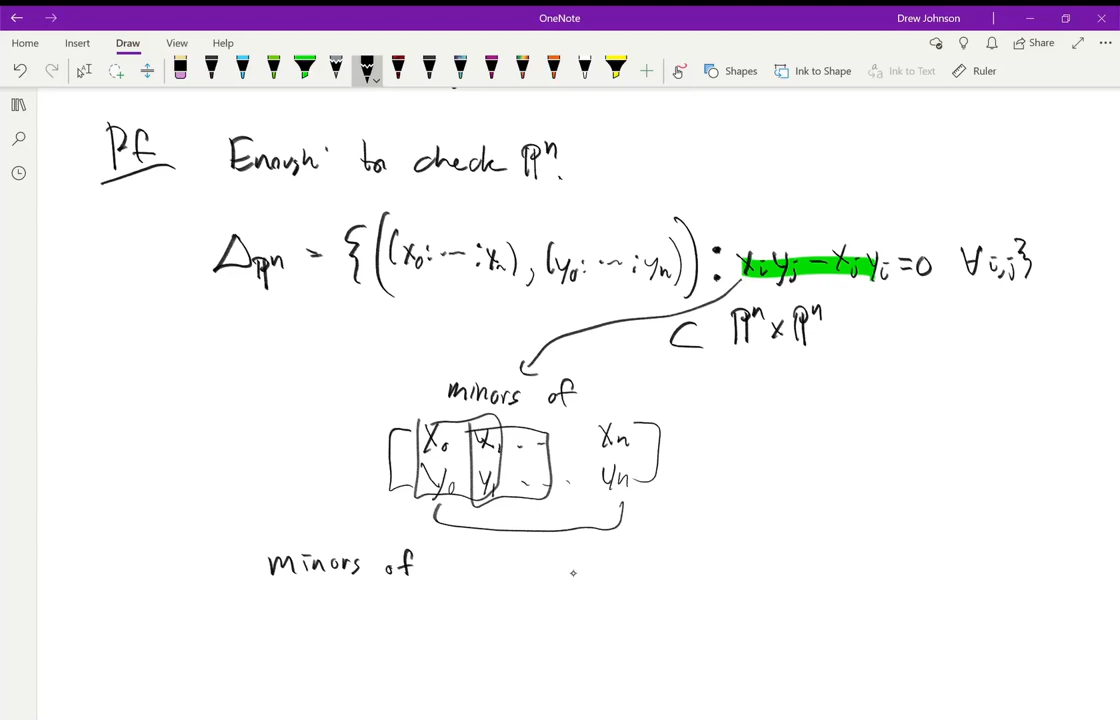 OneNote
Drew Johnson
Home Insert Draw View Help
Share
Shapes Ink to Shape Ink to Text Ruler
Pf Enough to check ℙⁿ.
Δ_ℙⁿ = {((x₀:⋯:xₙ), (y₀:⋯:yₙ)) : xᵢyⱼ − xⱼyᵢ = 0 ∀i,j}
⊂ ℙⁿ × ℙⁿ
minors of
[x₀ x₁ ⋯ xₙ
y₀ y₁ ⋯ yₙ]
minors of